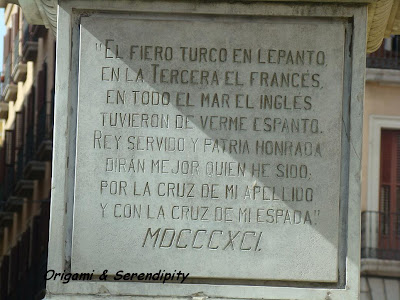 "EL FIERO TURCO EN LEPANTO,
EN LA TERCERA EL FRANCÉS,
EN TODO EL MAR EL INGLES
TUVIERON DE VERME ESPANTO.
REY SERVIDO Y PATRIA HONRADA
DIRÁN MEJOR QUIEN HE SIDO;
POR LA CRUZ DE MI APELLIDO
Y CON LA CRUZ DE MI ESPADA."
MDCCCXCI.
Origami & Serendipity